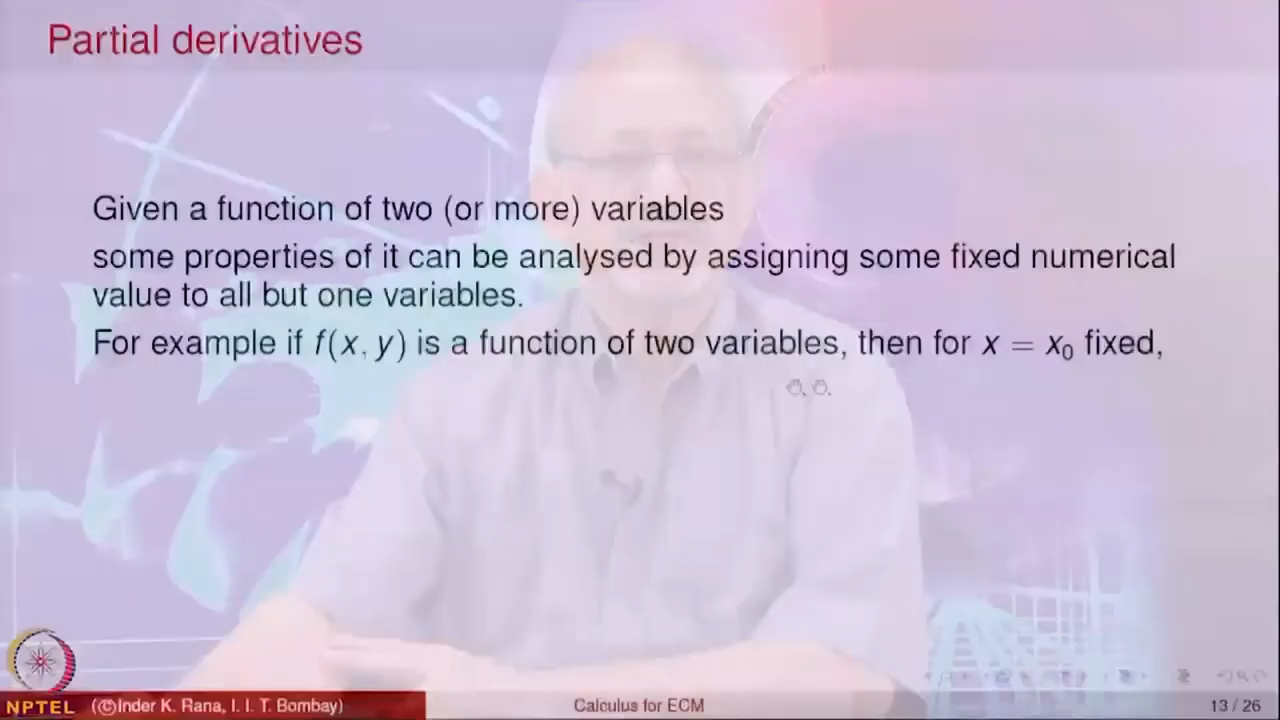 Partial derivatives
Given a function of two (or more) variables
some properties of it can be analysed by assigning some fixed numerical
value to all but one variables.
For example if f(x, y) is a function of two variables, then for x = x₀ fixed,
NPTEL (©Inder K. Rana, I. I. T. Bombay) Calculus for ECM 13 / 26